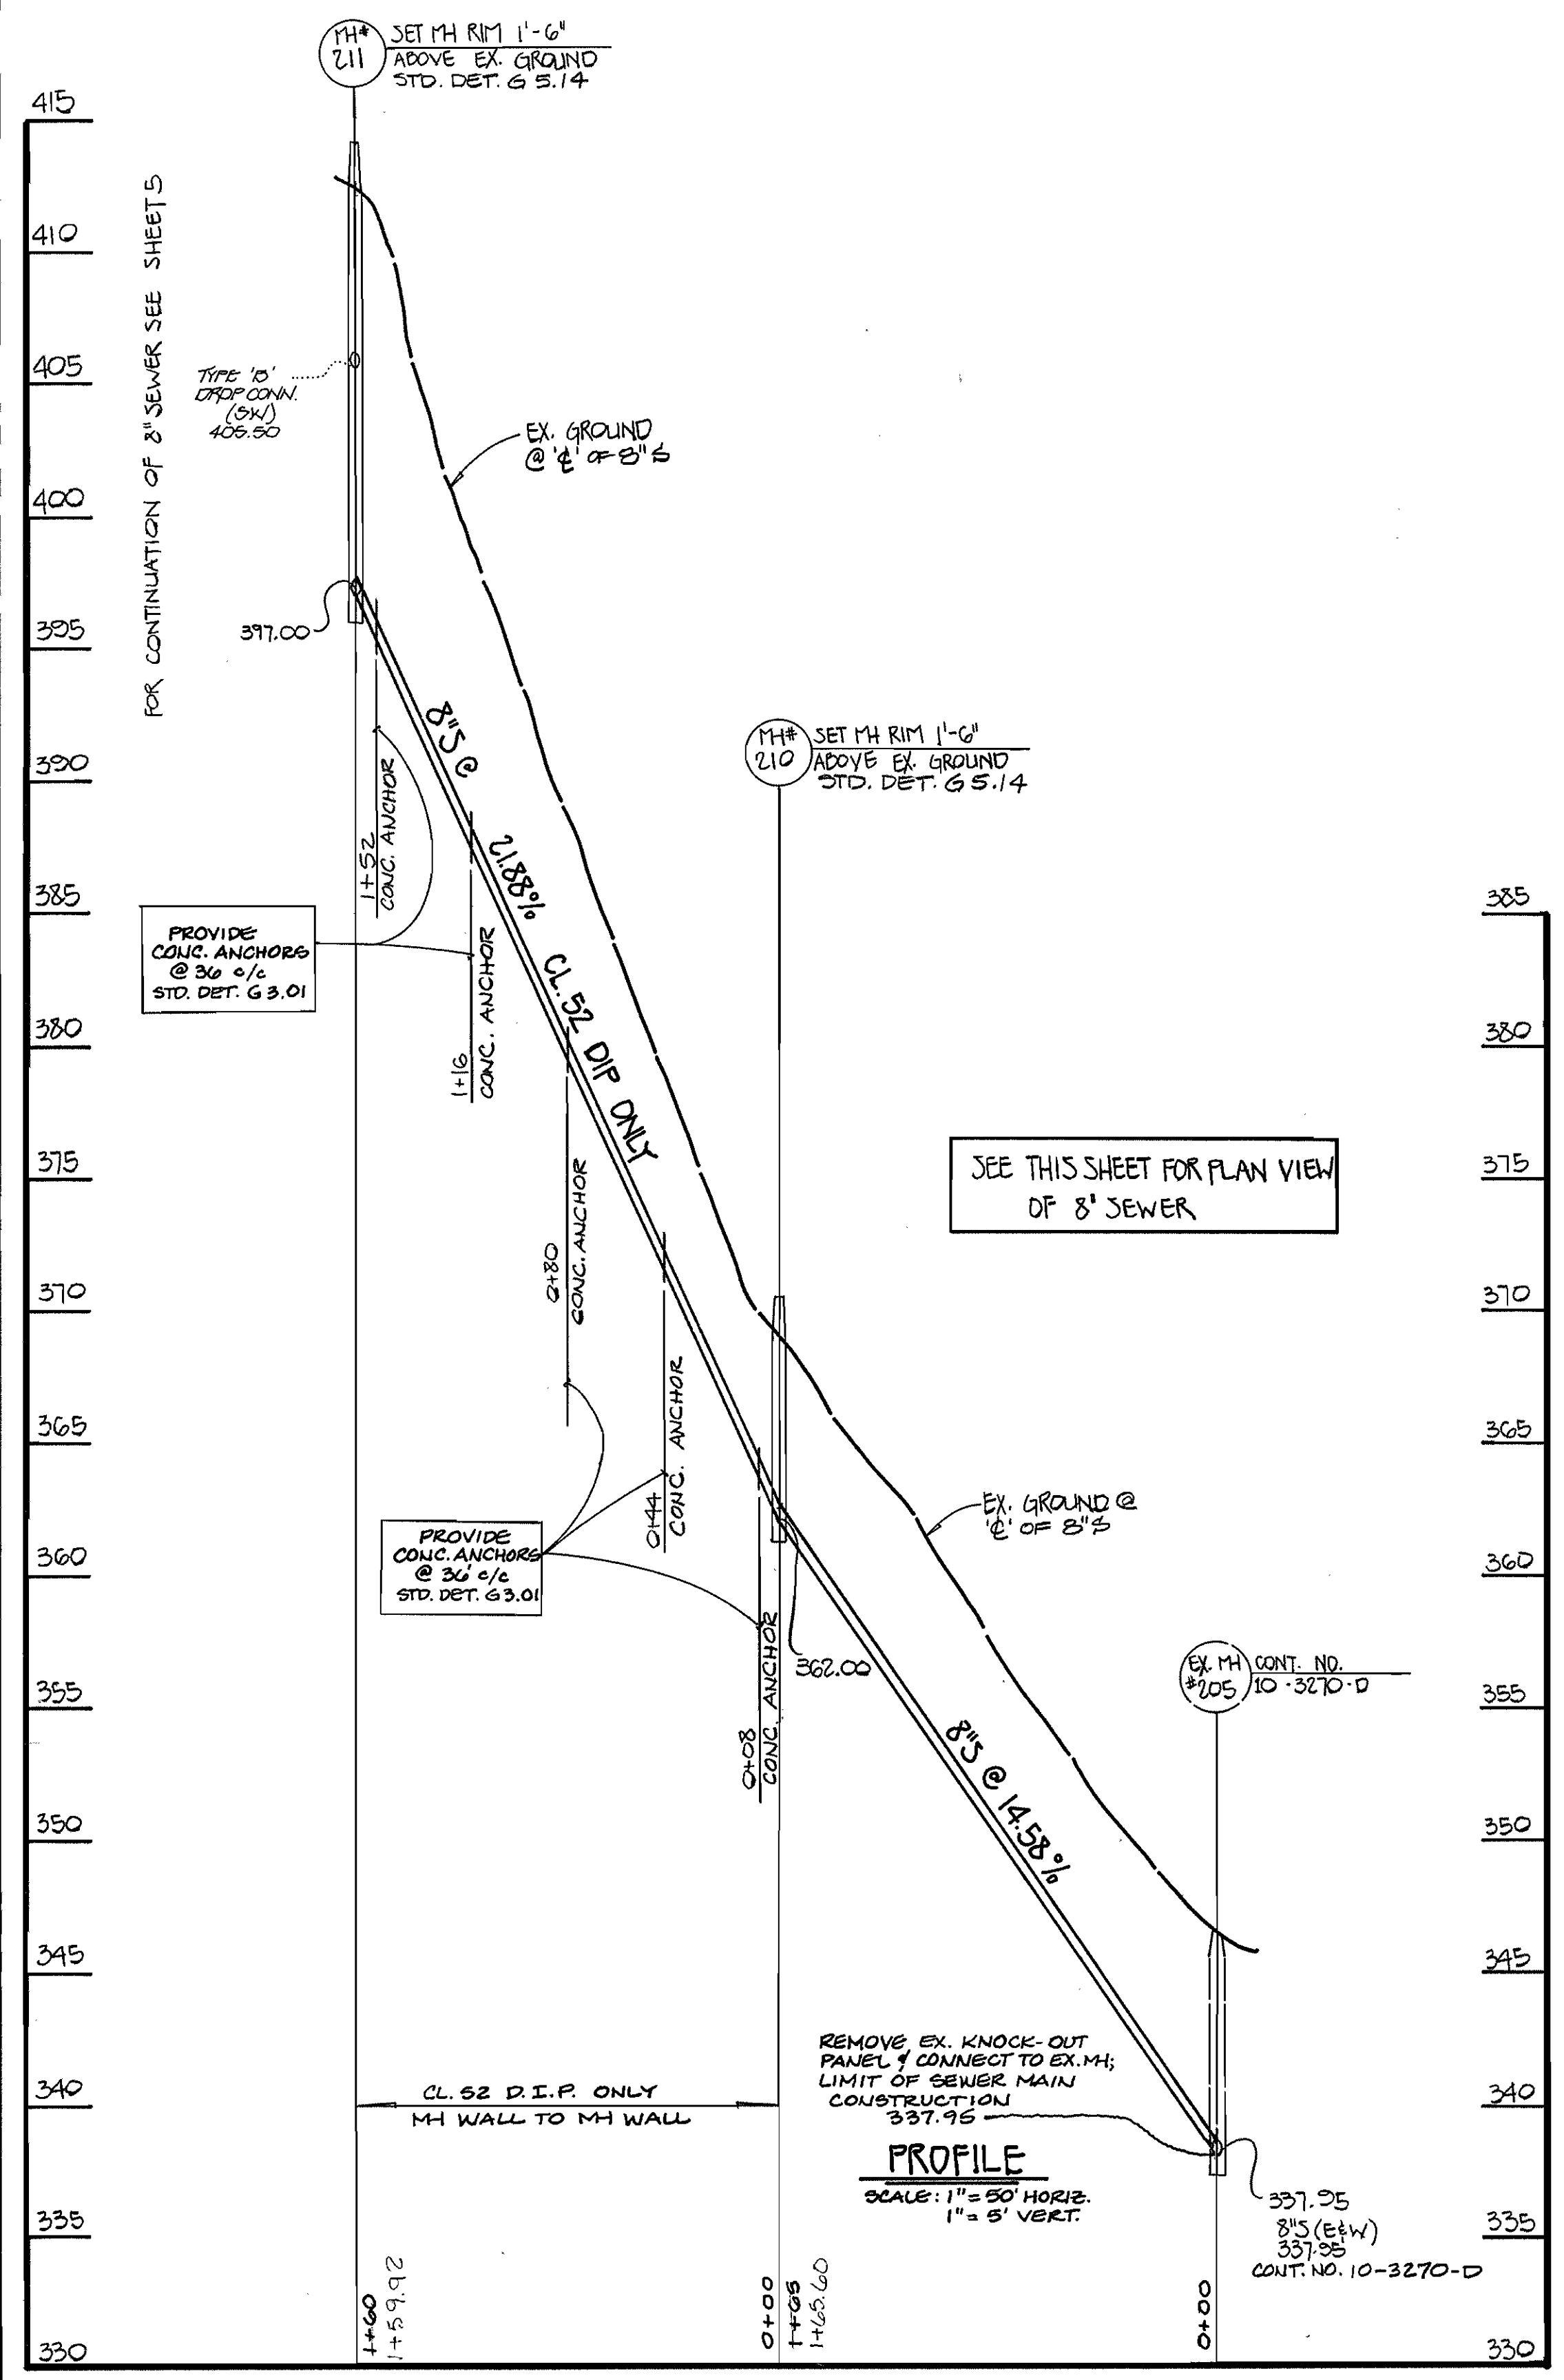 MH#
211
SET MH RIM 1'-6"
ABOVE EX. GROUND
STD. DET. G 5.14
415
410
405
400
395
390
385
380
375
370
365
360
355
350
345
340
335
330
FOR CONTINUATION OF 8" SEWER SEE SHEET 5
TYPE 'B'
DROP CONN.
(SW)
405.50
EX. GROUND
@ '℄' OF 8"S
397.00
8"S @ 21.88% CL. 52 DIP ONLY
MH#
210
SET MH RIM 1'-6"
ABOVE EX. GROUND
STD. DET. G 5.14
1+52
CONC. ANCHOR
1+16
CONC. ANCHOR
PROVIDE
CONC. ANCHORS
@ 36 c/c
STD. DET. G 3.01
0+80
CONC. ANCHOR
0+44
CONC. ANCHOR
0+08
CONC. ANCHOR
PROVIDE
CONC. ANCHORS
@ 36' c/c
STD. DET. G 3.01
SEE THIS SHEET FOR PLAN VIEW
OF 8' SEWER
EX. GROUND @
'℄' OF 8"S
362.00
8"S @ 14.58%
EX. MH
#205
CONT. NO.
10-3270-D
385
380
375
370
365
360
355
350
345
340
335
330
CL. 52 D.I.P. ONLY
MH WALL TO MH WALL
REMOVE EX. KNOCK-OUT
PANEL & CONNECT TO EX. MH;
LIMIT OF SEWER MAIN
CONSTRUCTION
337.95
PROFILE
SCALE: 1" = 50' HORIZ.
1" = 5' VERT.
337.95
8"S (E&W)
337.95
CONT. NO. 10-3270-D
1+60
1+59.92
0+00
1+65
1+65.60
0+00